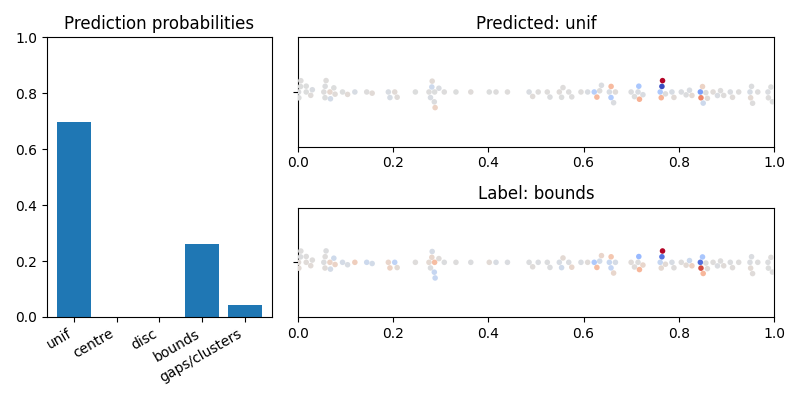 Prediction probabilities
1.0
0.8
0.6
0.4
0.2
0.0
unif
centre
disc
bounds
gaps/clusters
Predicted: unif
0.0 0.2 0.4 0.6 0.8 1.0
Label: bounds
0.0 0.2 0.4 0.6 0.8 1.0